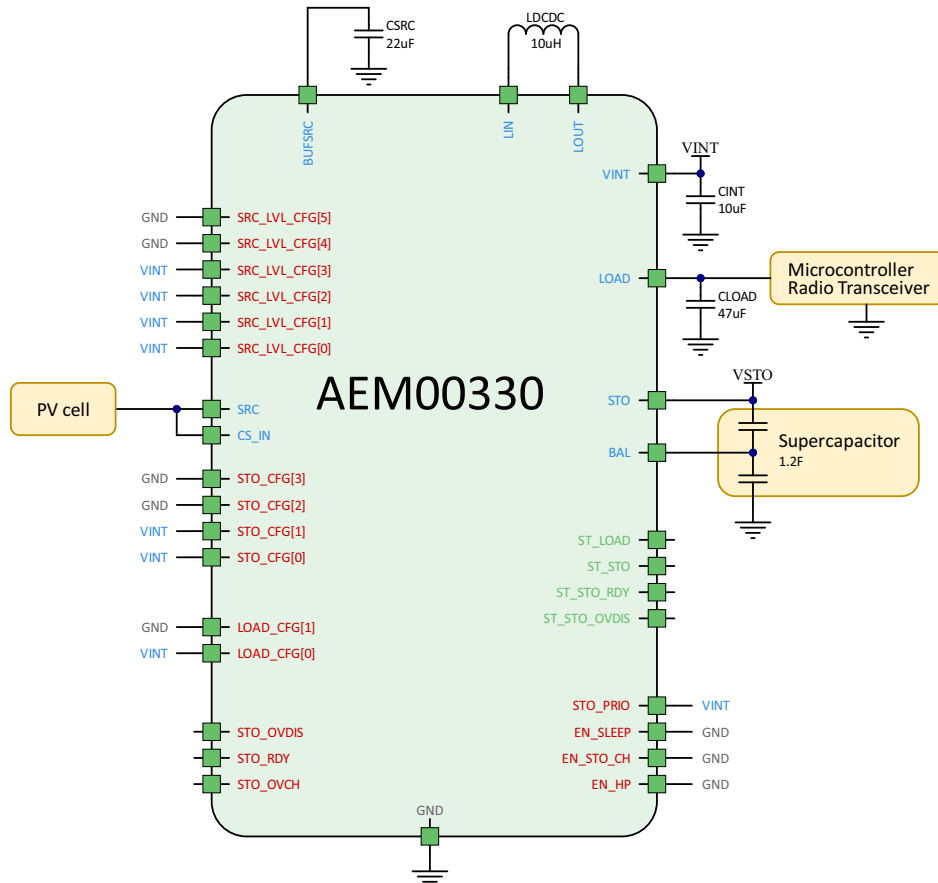 CSRC
22uF
LDCDC
10uH
BUFSRC
LIN
LOUT
VINT
VINT
CINT
10uF
GND SRC_LVL_CFG[5]
GND SRC_LVL_CFG[4]
VINT SRC_LVL_CFG[3]
VINT SRC_LVL_CFG[2]
VINT SRC_LVL_CFG[1]
VINT SRC_LVL_CFG[0]
LOAD
CLOAD
47uF
Microcontroller
Radio Transceiver
AEM00330
PV cell
SRC
CS_IN
STO
VSTO
BAL
Supercapacitor
1.2F
GND STO_CFG[3]
GND STO_CFG[2]
VINT STO_CFG[1]
VINT STO_CFG[0]
ST_LOAD
ST_STO
ST_STO_RDY
ST_STO_OVDIS
GND LOAD_CFG[1]
VINT LOAD_CFG[0]
STO_OVDIS
STO_RDY
STO_OVCH
STO_PRIO VINT
EN_SLEEP GND
EN_STO_CH GND
EN_HP GND
GND